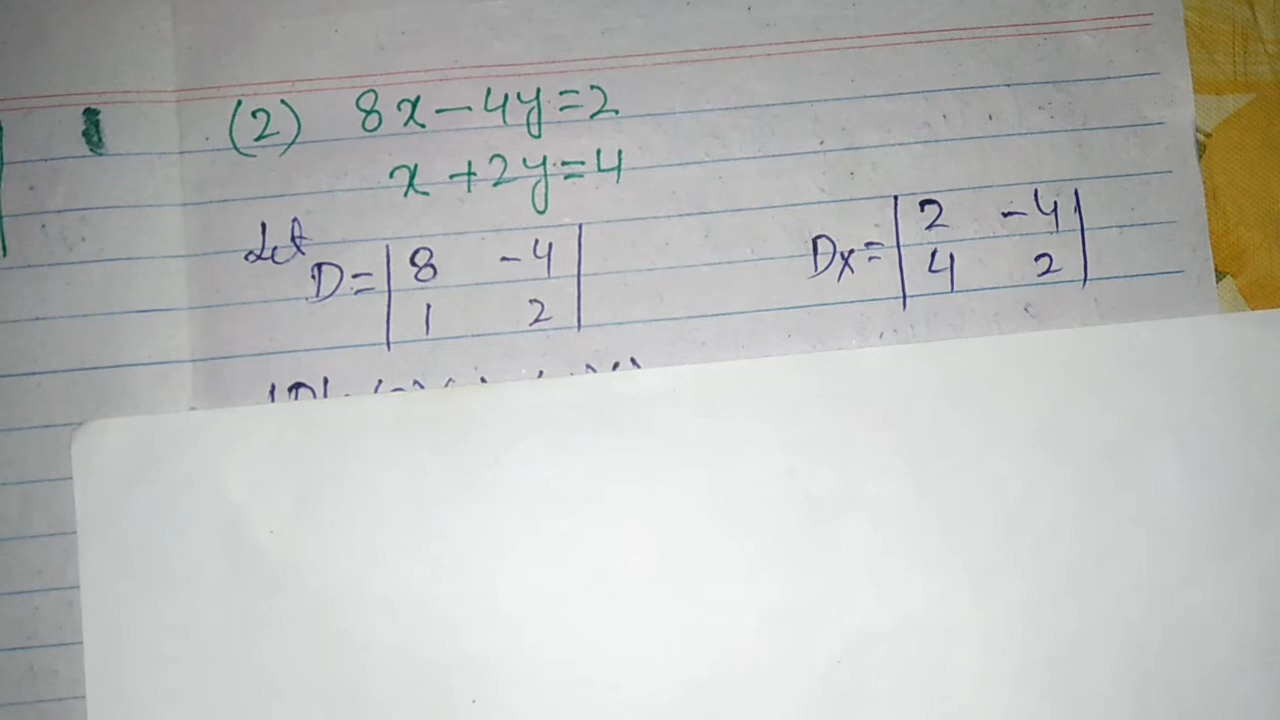 (2) 8x-4y=2
x+2y=4
Let D= |8 -4|
|1 2|
Dx= |2 -4|
|4 2|